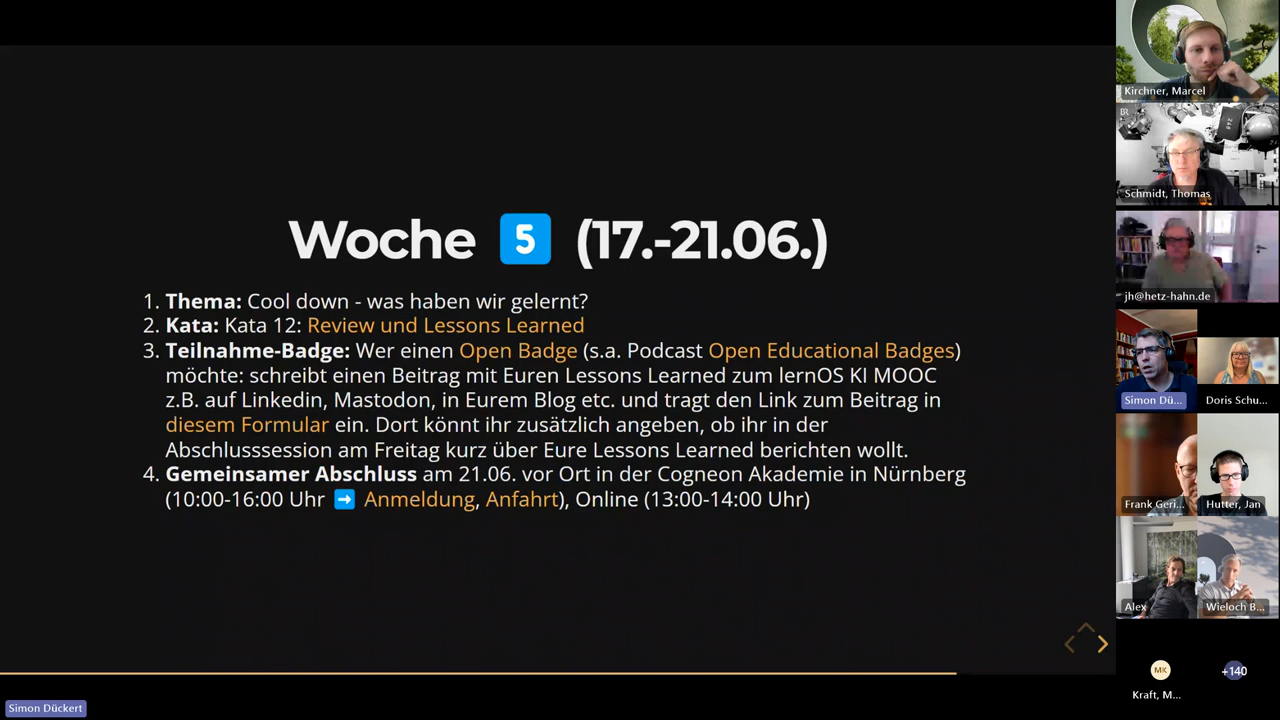 Woche 5 (17.-21.06.)
1. Thema: Cool down - was haben wir gelernt?
2. Kata: Kata 12: Review und Lessons Learned
3. Teilnahme-Badge: Wer einen Open Badge (s.a. Podcast Open Educational Badges)
möchte: schreibt einen Beitrag mit Euren Lessons Learned zum lernOS KI MOOC
z.B. auf Linkedin, Mastodon, in Eurem Blog etc. und tragt den Link zum Beitrag in
diesem Formular ein. Dort könnt ihr zusätzlich angeben, ob ihr in der
Abschlusssession am Freitag kurz über Eure Lessons Learned berichten wollt.
4. Gemeinsamer Abschluss am 21.06. vor Ort in der Cogneon Akademie in Nürnberg
(10:00-16:00 Uhr ➡ Anmeldung, Anfahrt), Online (13:00-14:00 Uhr)
Simon Dückert
Kirchner, Marcel
BR
Schmidt, Thomas
jh@hetz-hahn.de
Simon Dü...
Doris Schu...
Frank Geri...
Hutter, Jan
Alex
Wieloch B...
MK
+140
Kraft, M...